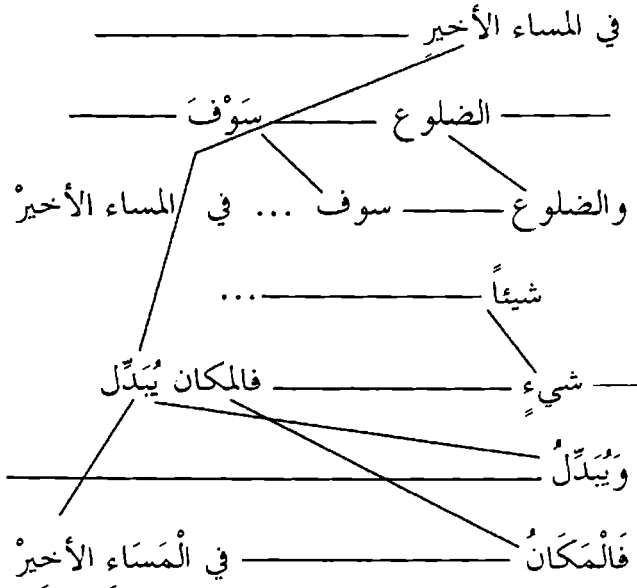 في المساء الأخيرِ
الضلوع سَوْفَ
والضلوع سوف ... في المساء الأخيرْ
شيئاً ...
شيءٍ فالمكان يُبَدِّل
وَيُبَدِّلُ
فَالْمَكَانُ في الْمَسَاءِ الأخيرْ